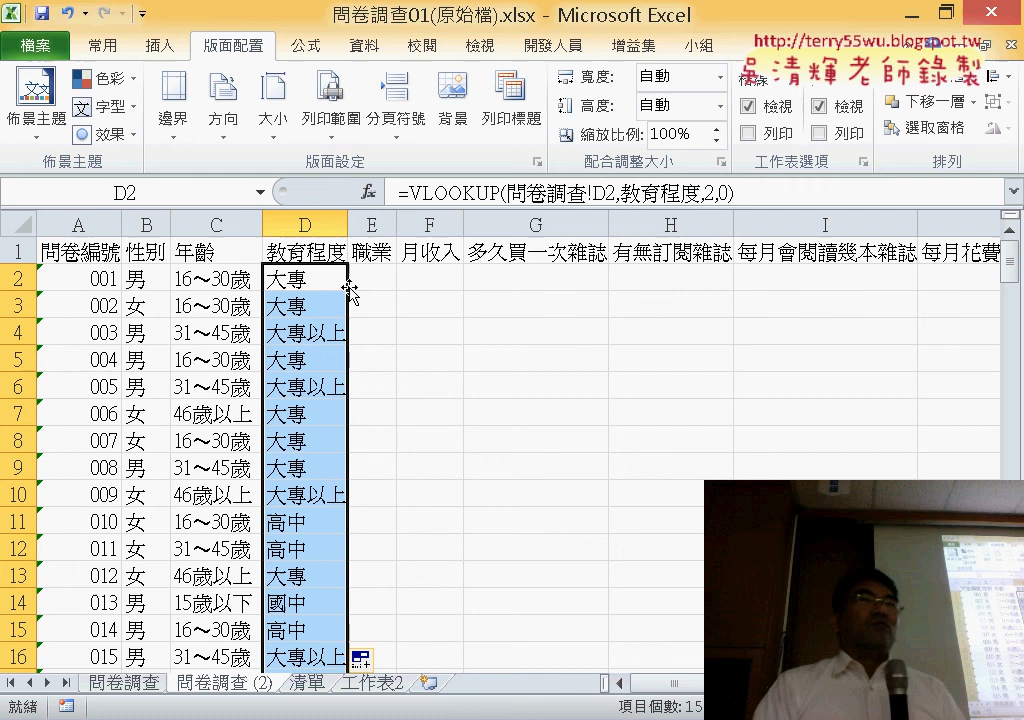 問卷調查01(原始檔).xlsx - Microsoft Excel
檔案 常用 插入 版面配置 公式 資料 校閱 檢視 開發人員 增益集 小組
http://terry55wu.blogspot.tw
吳清輝老師錄製
佈景主題 色彩 字型 效果
邊界 方向 大小 列印範圍 分頁符號 背景 列印標題
寬度: 自動
高度: 自動
縮放比例: 100%
檢視 檢視
列印 列印
下移一層
選取窗格
佈景主題 版面設定 配合調整大小 工作表選項 排列
D2 fx =VLOOKUP(問卷調查!D2,教育程度,2,0)
A B C D E F G H I
1 問卷編號 性別 年齡 教育程度 職業 月收入 多久買一次雜誌 有無訂閱雜誌 每月會閱讀幾本雜誌 每月花費
2 001 男 16～30歲 大專
3 002 女 16～30歲 大專
4 003 男 31～45歲 大專以上
5 004 男 16～30歲 大專
6 005 男 31～45歲 大專以上
7 006 女 46歲以上 大專
8 007 女 16～30歲 大專
9 008 男 31～45歲 大專
10 009 女 46歲以上 大專以上
11 010 女 16～30歲 高中
12 011 女 31～45歲 高中
13 012 女 46歲以上 大專
14 013 男 15歲以下 國中
15 014 男 16～30歲 高中
16 015 男 31～45歲 大專以上
問卷調查 問卷調查 (2) 清單 工作表2
就緒 項目個數: 15